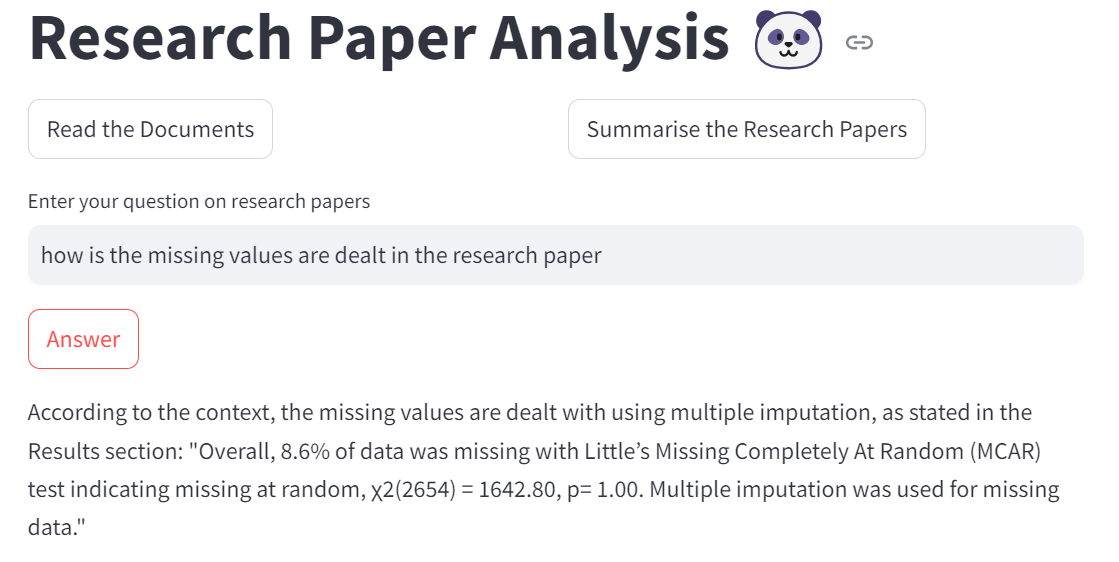 Research Paper Analysis
Read the Documents
Summarise the Research Papers
Enter your question on research papers
how is the missing values are dealt in the research paper
Answer
According to the context, the missing values are dealt with using multiple imputation, as stated in the
Results section: "Overall, 8.6% of data was missing with Little’s Missing Completely At Random (MCAR)
test indicating missing at random, χ2(2654) = 1642.80, p= 1.00. Multiple imputation was used for missing
data."